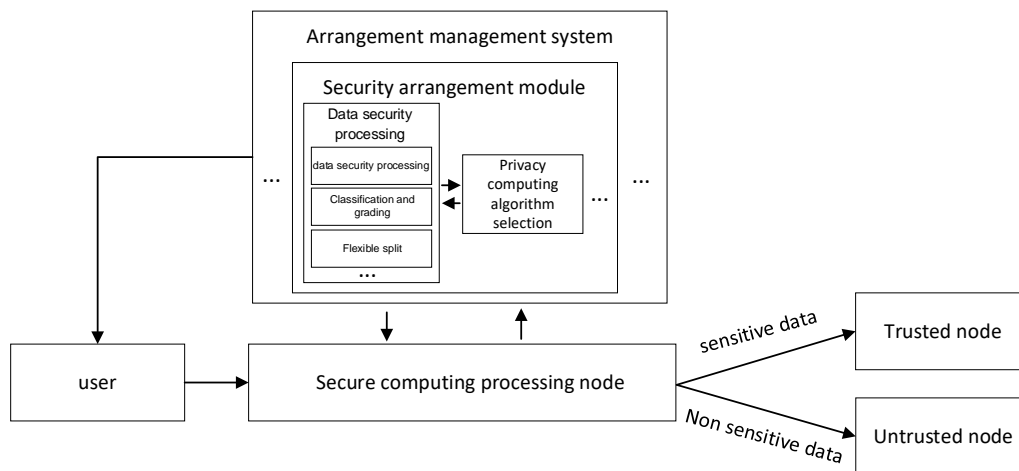 Arrangement management system
Security arrangement module
Data security
processing
data security processing
Classification and
grading
Flexible split
...
Privacy
computing
algorithm
selection
...
...
...
user
Secure computing processing node
sensitive data
Non sensitive data
Trusted node
Untrusted node